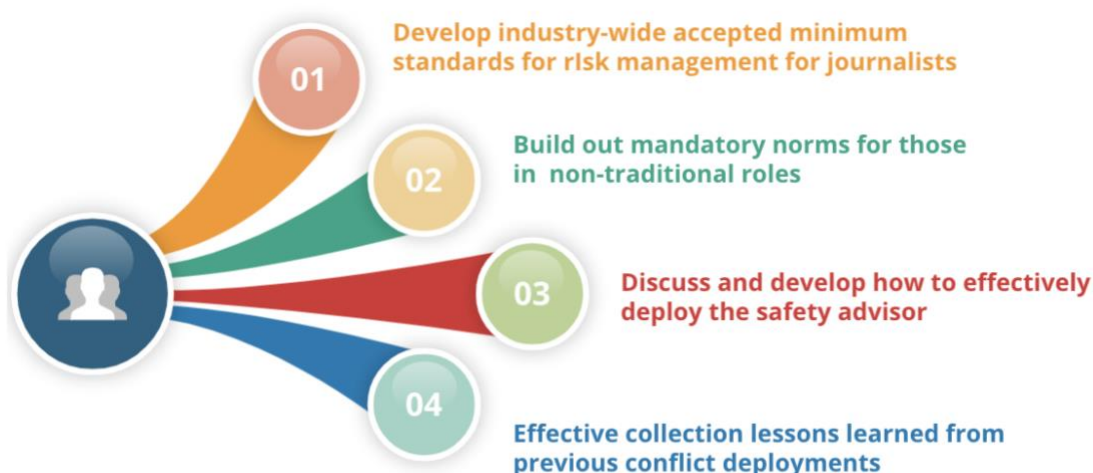 01
Develop industry-wide accepted minimum
standards for rIsk management for journalists
02
Build out mandatory norms for those
in non-traditional roles
03
Discuss and develop how to effectively
deploy the safety advisor
04
Effective collection lessons learned from
previous conflict deployments